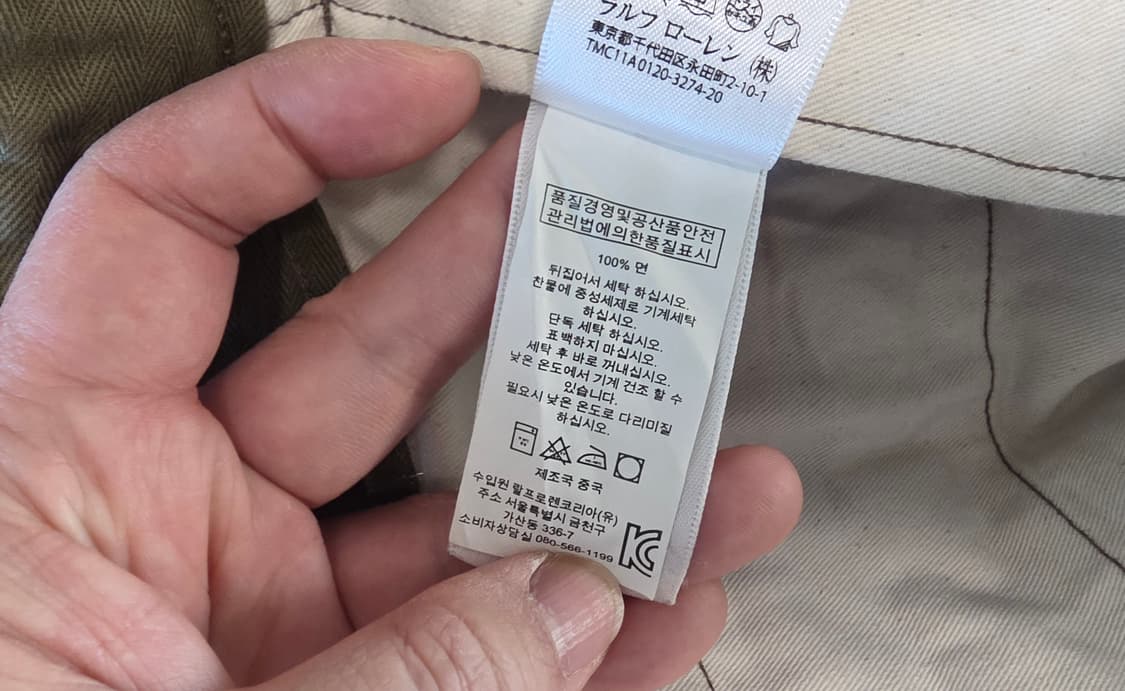 ラルフ ローレン (株)
東京都千代田区永田町2-10-1
TMC11A0120-3274-20
품질경영및공산품안전
관리법에의한품질표시
100% 면
뒤집어서 세탁 하십시오.
찬물에 중성세제로 기계세탁
하십시오.
단독 세탁 하십시오.
표백하지 마십시오.
세탁 후 바로 꺼내십시오.
낮은 온도에서 기계 건조 할 수
있습니다.
필요시 낮은 온도로 다리미질
하십시오.
제조국 중국
수입원 랄프로렌코리아(유)
주소 서울특별시 금천구
가산동 336-7
소비자상담실 080-566-1199
KC